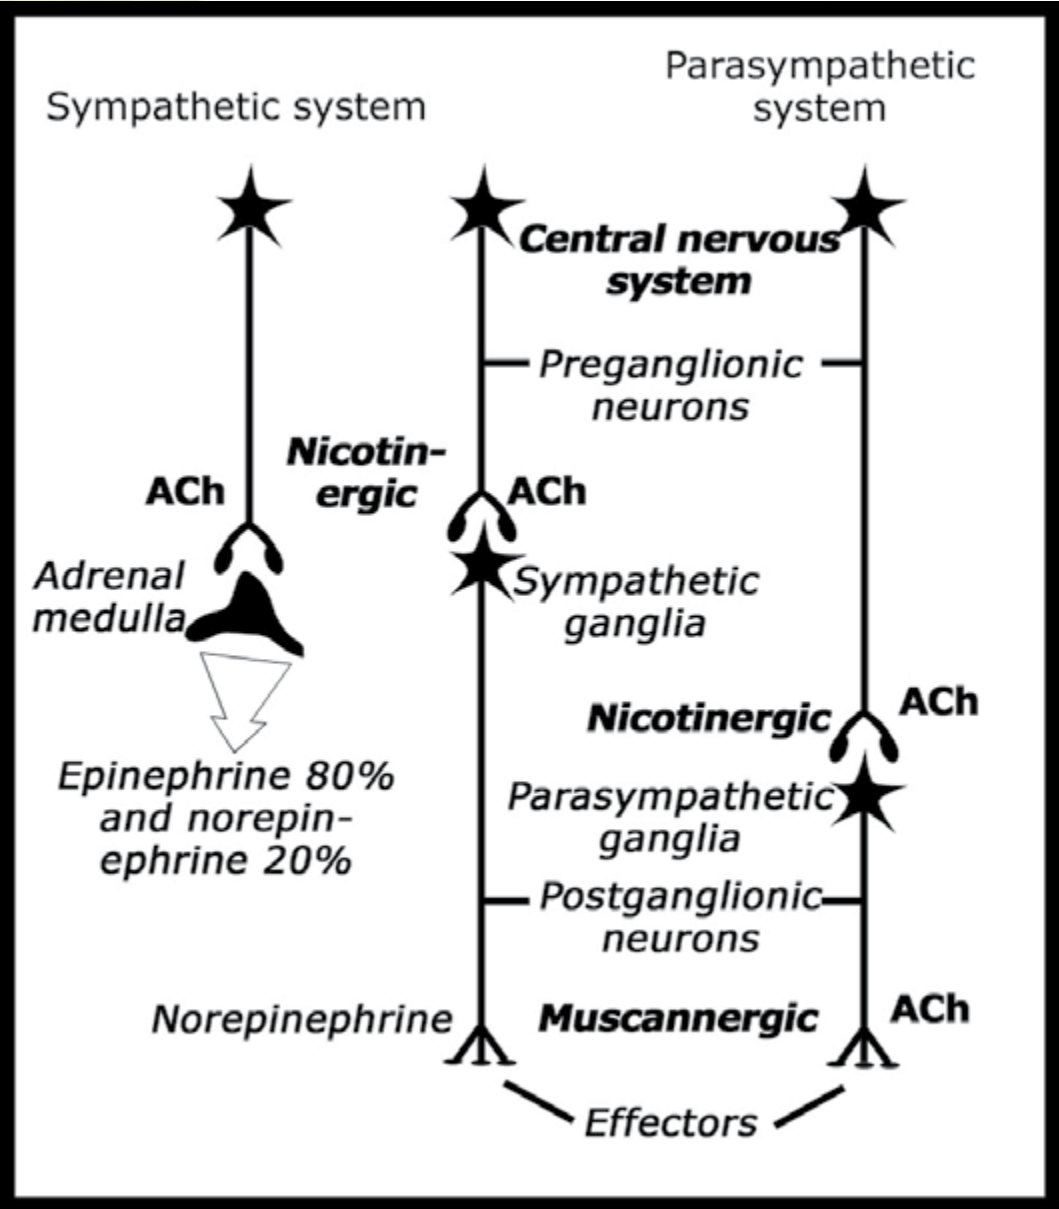 Sympathetic system
Parasympathetic
system
Central nervous
system
Preganglionic
neurons
Nicotin-
ergic
ACh
ACh
Adrenal
medulla
Sympathetic
ganglia
Nicotinergic
ACh
Epinephrine 80%
and norepin-
ephrine 20%
Parasympathetic
ganglia
Postganglionic
neurons
Norepinephrine
Muscannergic
ACh
Effectors